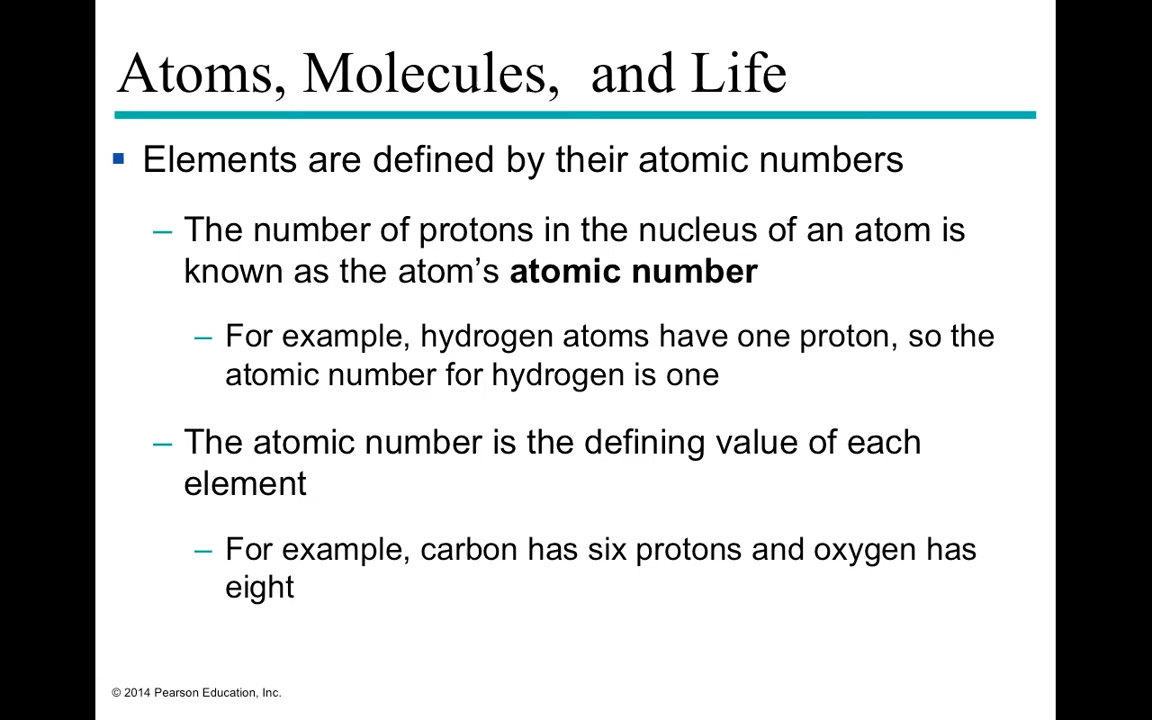 Atoms, Molecules,  and Life
▪ Elements are defined by their atomic numbers
– The number of protons in the nucleus of an atom is
known as the atom’s atomic number
– For example, hydrogen atoms have one proton, so the
atomic number for hydrogen is one
– The atomic number is the defining value of each
element
– For example, carbon has six protons and oxygen has
eight
© 2014 Pearson Education, Inc.